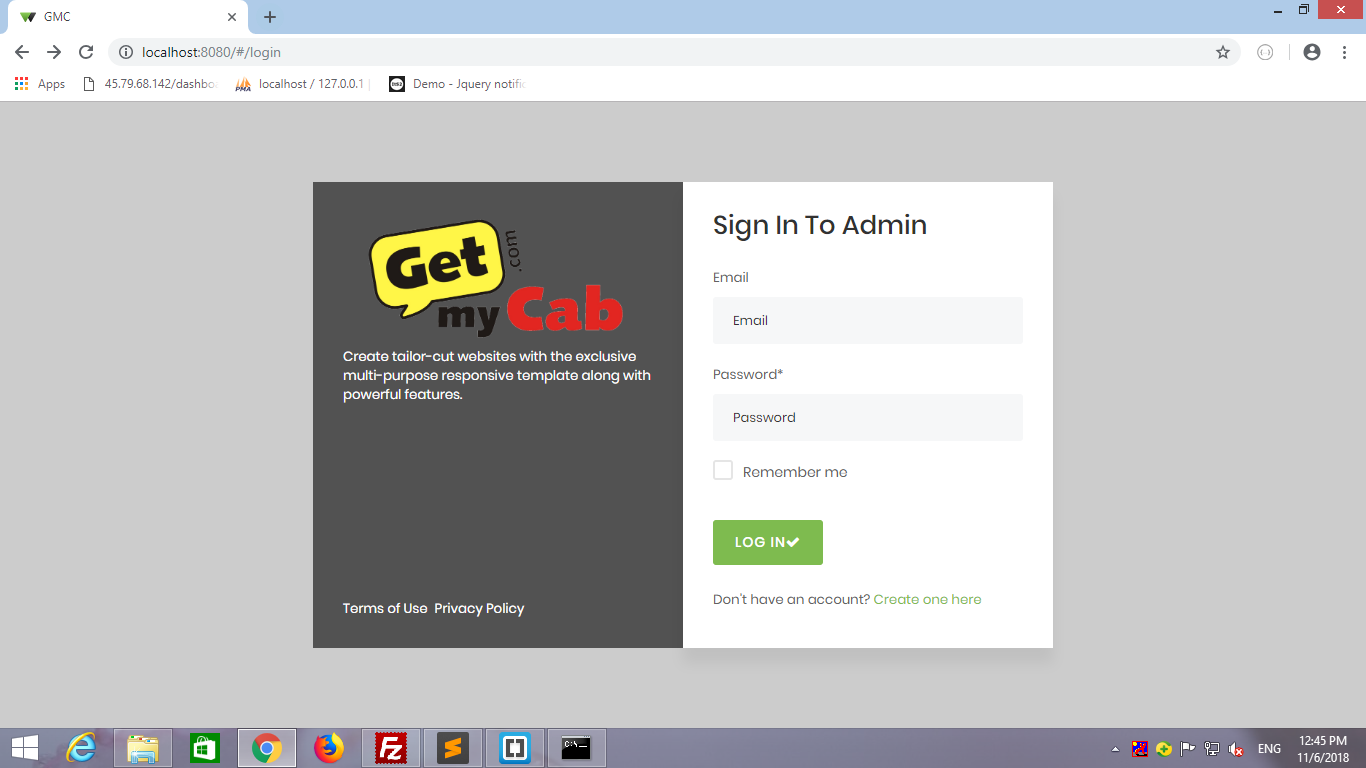 GMC
localhost:8080/#/login
Apps
45.79.68.142/dashbo
PMA
localhost / 127.0.0.1 |
Demo - Jquery notific
Get
.com
my Cab
Create tailor-cut websites with the exclusive
multi-purpose responsive template along with
powerful features.
Terms of Use Privacy Policy
Sign In To Admin
Email
Email
Password*
Password
Remember me
LOG IN
Don't have an account? Create one here
Fz
C:\
ENG
12:45 PM
11/6/2018